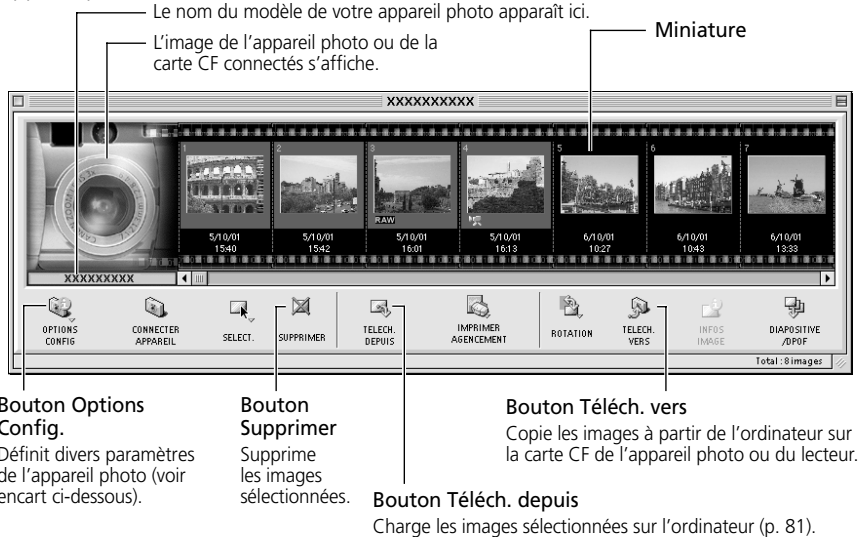 Le nom du modèle de votre appareil photo apparaît ici.
L'image de l'appareil photo ou de la
carte CF connectés s'affiche.
Miniature
XXXXXXXXXX
1 2 3 4 5 6 7
RAW
5/10/01 5/10/01 5/10/01 5/10/01 6/10/01 6/10/01 6/10/01
15:40 15:42 16:01 16:13 10:27 10:43 13:33
XXXXXXXXX
OPTIONS CONFIG
CONNECTER APPAREIL
SELECT.
SUPPRIMER
TELECH. DEPUIS
IMPRIMER AGENCEMENT
ROTATION
TELECH. VERS
INFOS IMAGE
DIAPOSITIVE /DPOF
Total : 8 images
Bouton Options
Config.
Définit divers paramètres
de l'appareil photo (voir
encart ci-dessous).
Bouton
Supprimer
Supprime
les images
sélectionnées.
Bouton Téléch. depuis
Charge les images sélectionnées sur l'ordinateur (p. 81).
Bouton Téléch. vers
Copie les images à partir de l'ordinateur sur
la carte CF de l'appareil photo ou du lecteur.